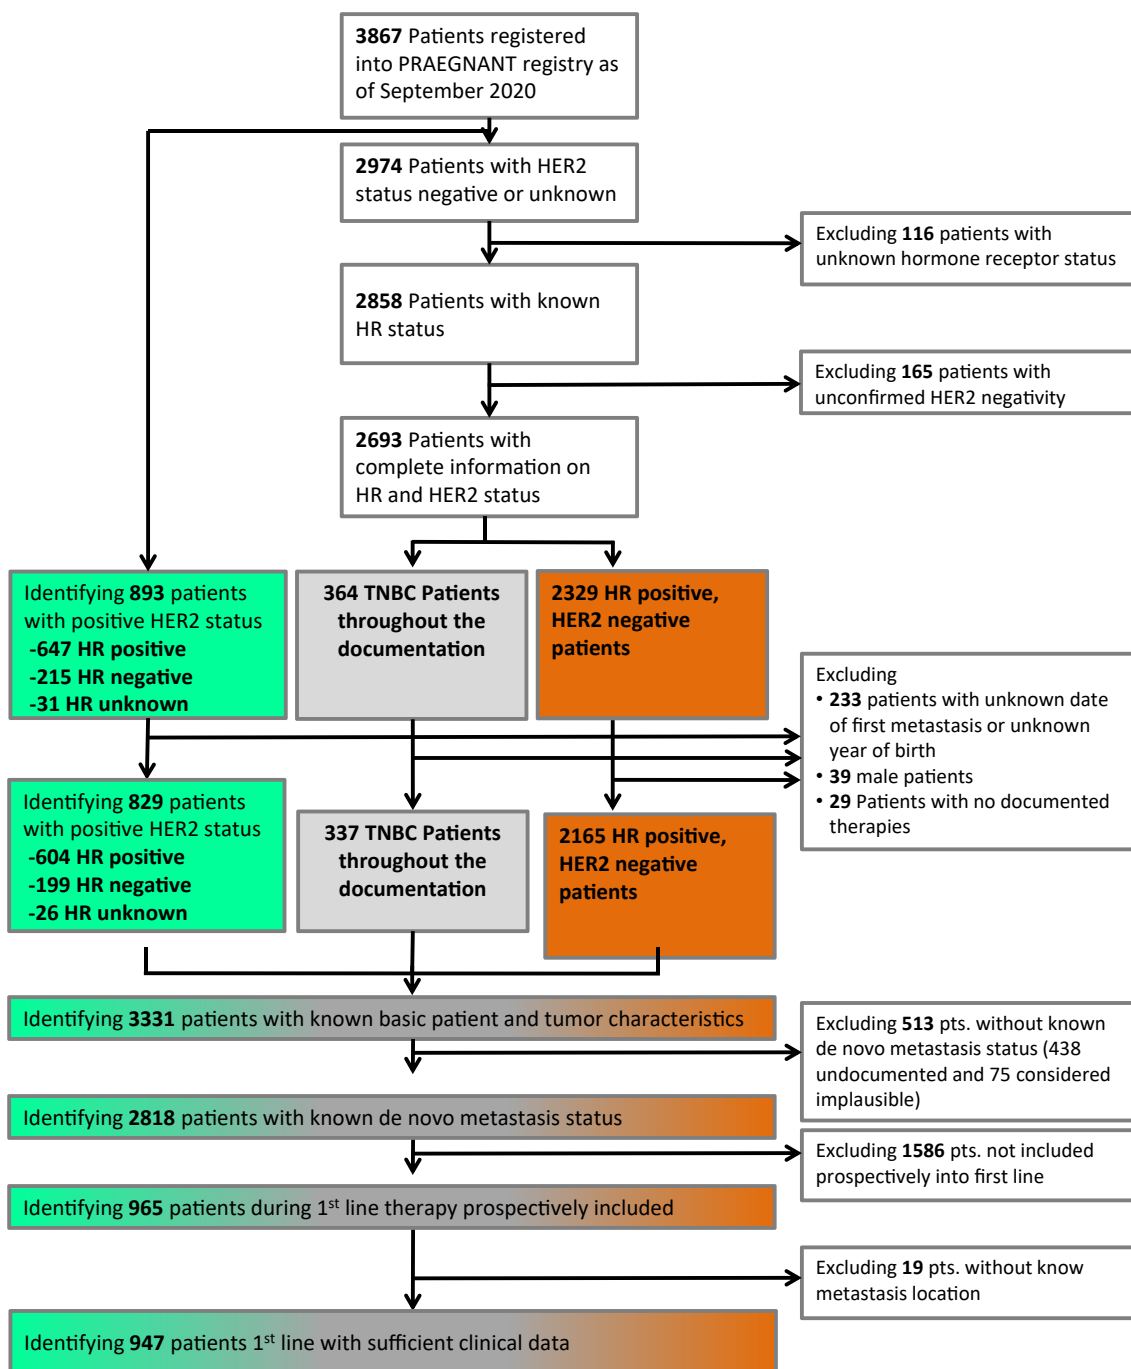 3867 Patients registered
into PRAEGNANT registry as
of September 2020
2974 Patients with HER2
status negative or unknown
Excluding 116 patients with
unknown hormone receptor status
2858 Patients with known
HR status
Excluding 165 patients with
unconfirmed HER2 negativity
2693 Patients with
complete information on
HR and HER2 status
Identifying 893 patients
with positive HER2 status
-647 HR positive
-215 HR negative
-31 HR unknown
364 TNBC Patients
throughout the
documentation
2329 HR positive,
HER2 negative
patients
Excluding
• 233 patients with unknown date
of first metastasis or unknown
year of birth
• 39 male patients
• 29 Patients with no documented
therapies
Identifying 829 patients
with positive HER2 status
-604 HR positive
-199 HR negative
-26 HR unknown
337 TNBC Patients
throughout the
documentation
2165 HR positive,
HER2 negative
patients
Identifying 3331 patients with known basic patient and tumor characteristics
Excluding 513 pts. without known
de novo metastasis status (438
undocumented and 75 considered
implausible)
Identifying 2818 patients with known de novo metastasis status
Excluding 1586 pts. not included
prospectively into first line
Identifying 965 patients during 1st line therapy prospectively included
Excluding 19 pts. without know
metastasis location
Identifying 947 patients 1st line with sufficient clinical data